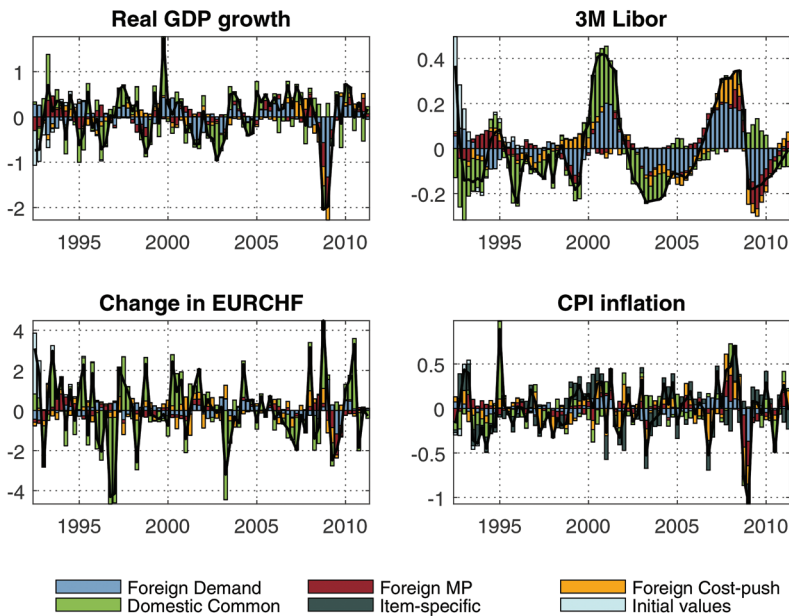 Real GDP growth
3M Libor
1
0
-1
-2
1995 2000 2005 2010
0.4
0.2
0
-0.2
1995 2000 2005 2010
Change in EURCHF
CPI inflation
4
2
0
-2
-4
1995 2000 2005 2010
0.5
0
-0.5
-1
1995 2000 2005 2010
Foreign Demand Foreign MP Foreign Cost-push
Domestic Common Item-specific Initial values